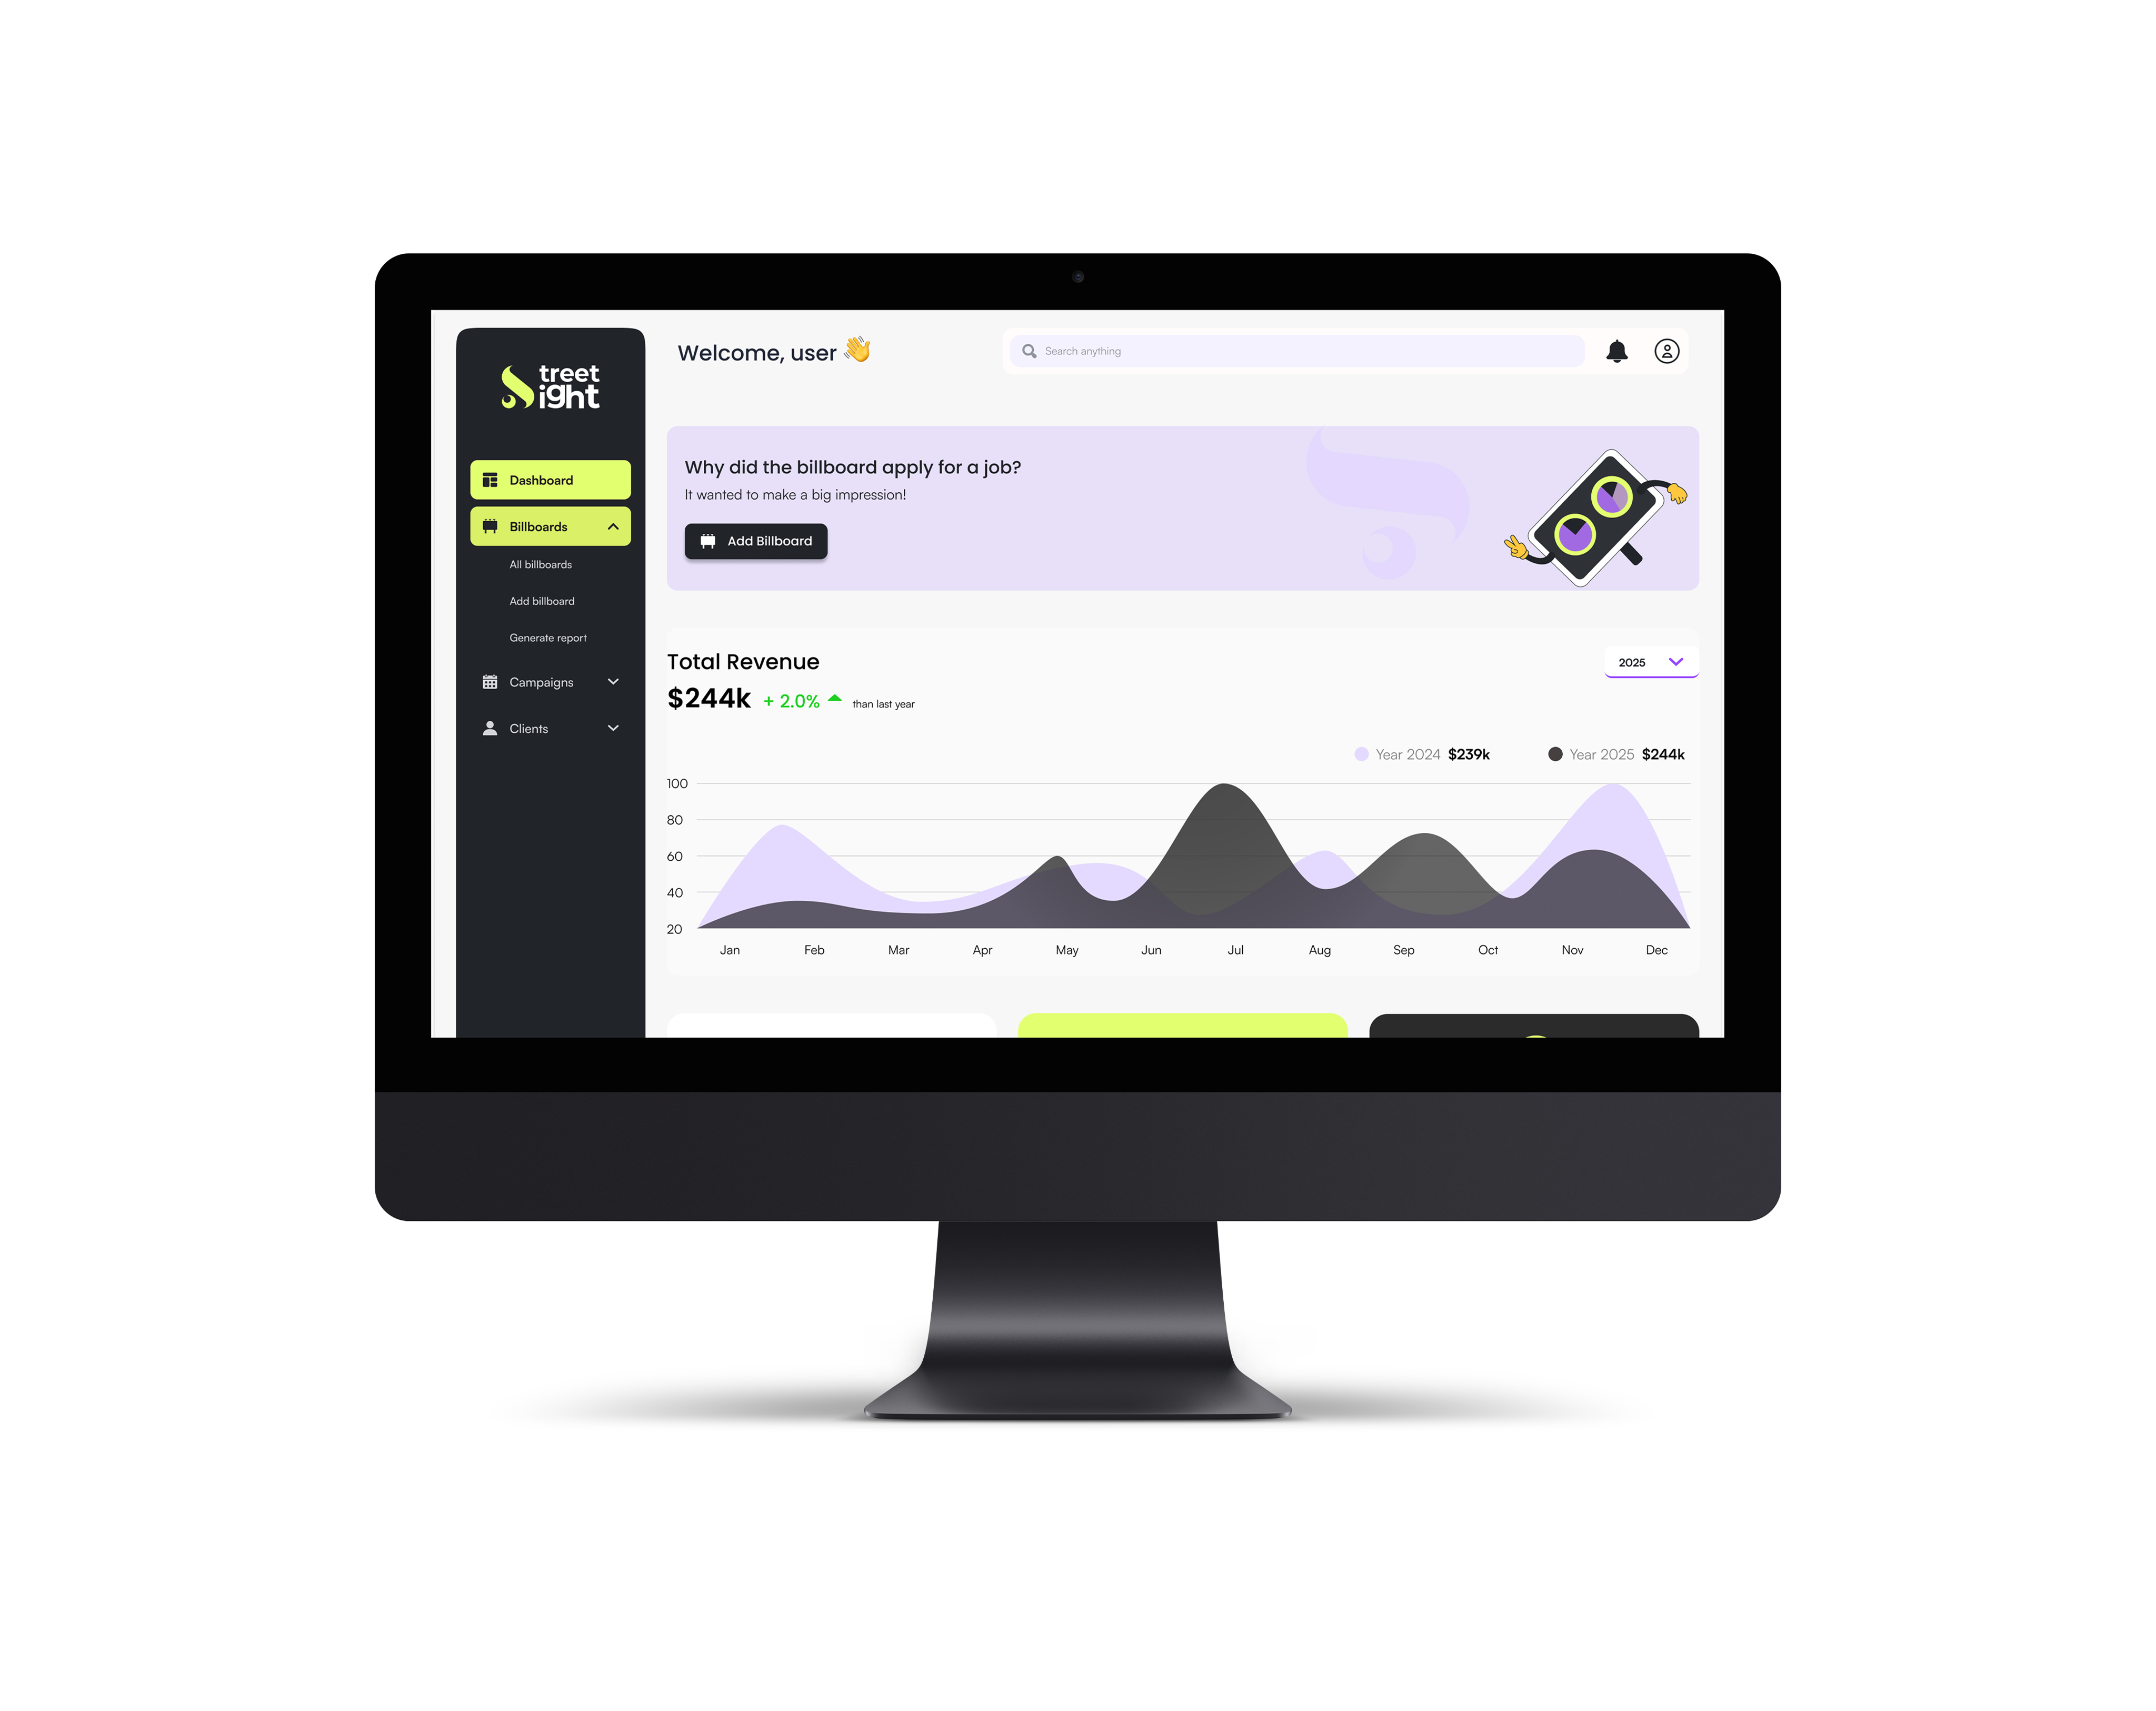 treet
ight
Welcome, user 👋
Search anything
Dashboard
Billboards
All billboards
Add billboard
Generate report
Campaigns
Clients
Why did the billboard apply for a job?
It wanted to make a big impression!
Add Billboard
Total Revenue
2025
$244k + 2.0% than last year
Year 2024 $239k Year 2025 $244k
100
80
60
40
20
Jan Feb Mar Apr May Jun Jul Aug Sep Oct Nov Dec